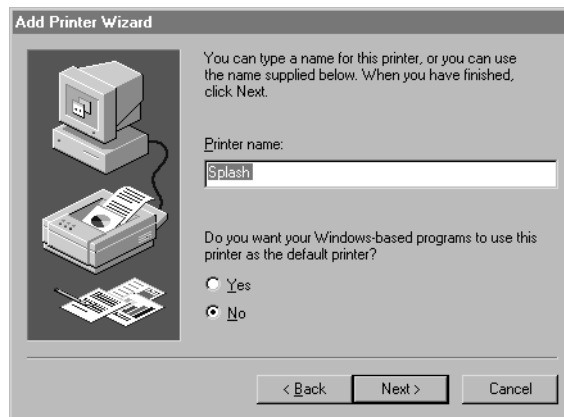 Add Printer Wizard
You can type a name for this printer, or you can use
the name supplied below. When you have finished,
click Next.
Printer name:
Splash
Do you want your Windows-based programs to use this
printer as the default printer?
Yes
No
< Back
Next >
Cancel